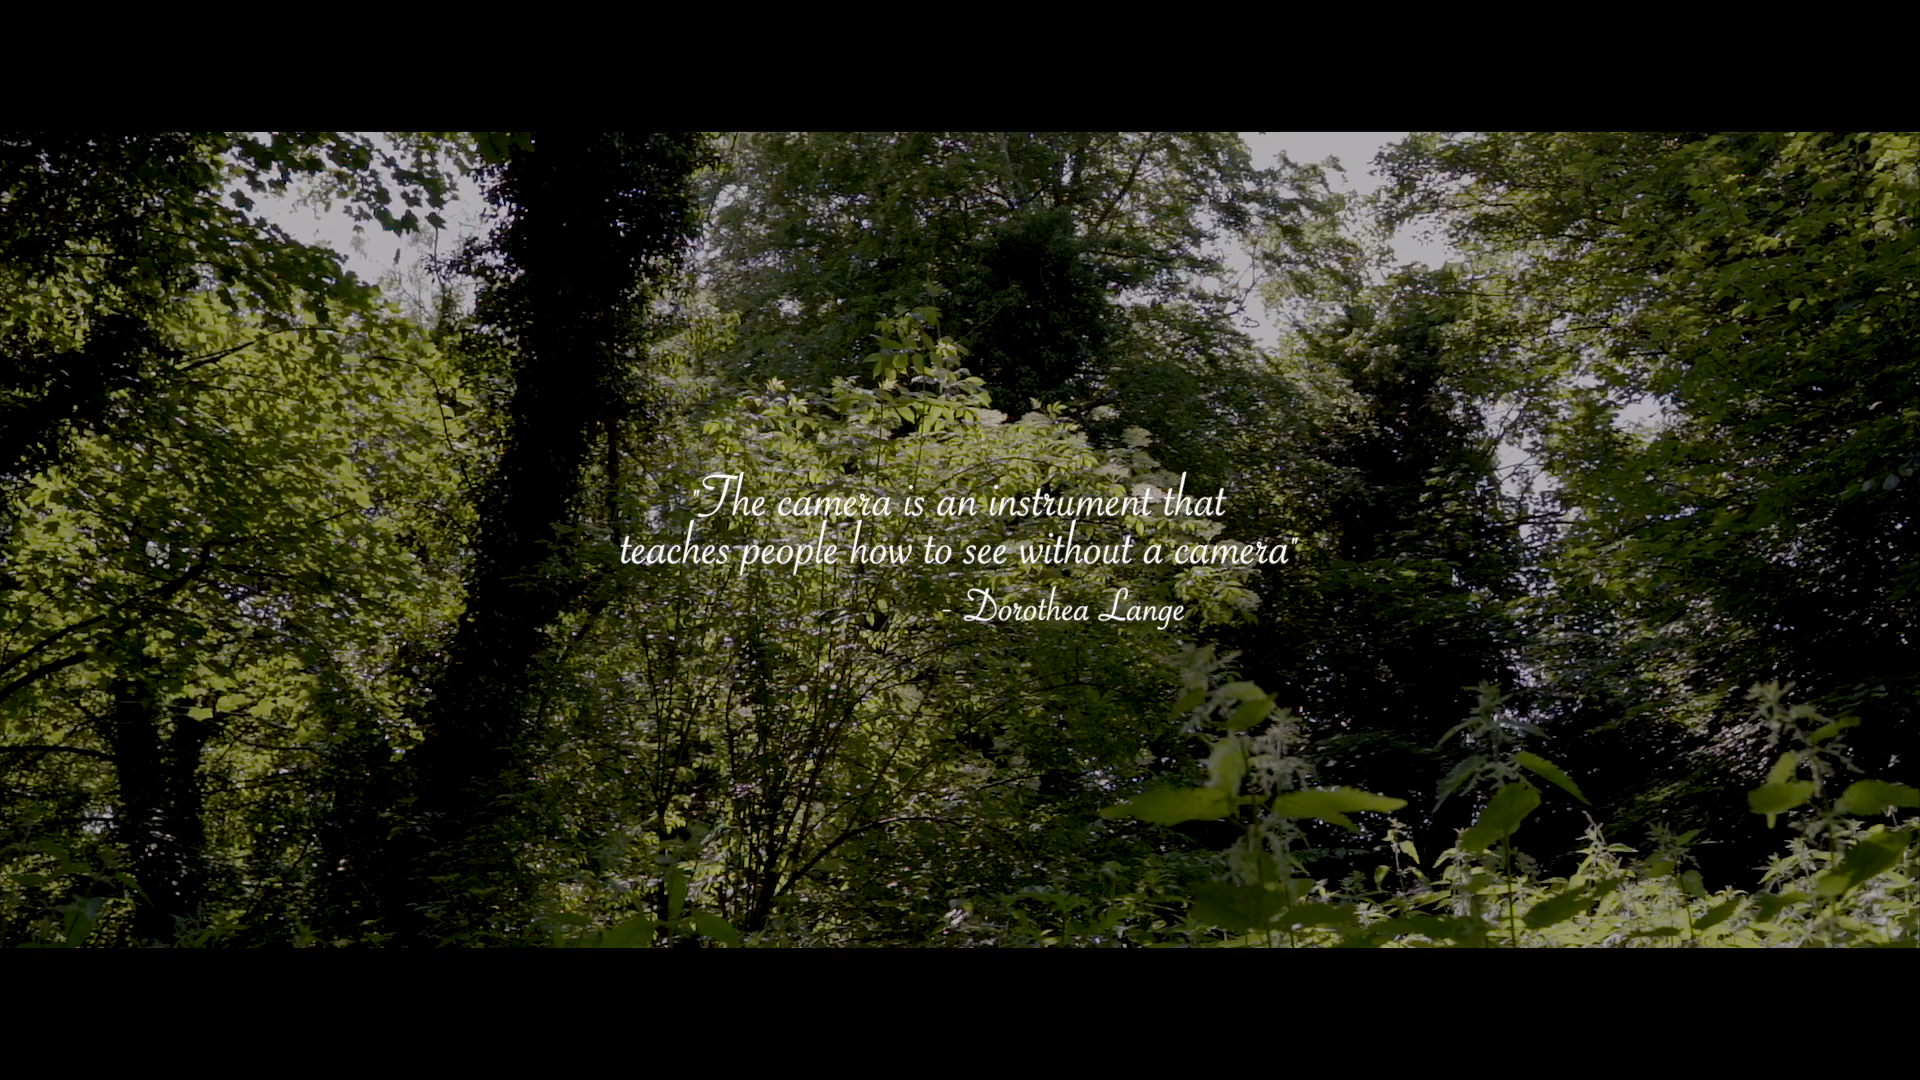 "The camera is an instrument that
teaches people how to see without a camera"
- Dorothea Lange